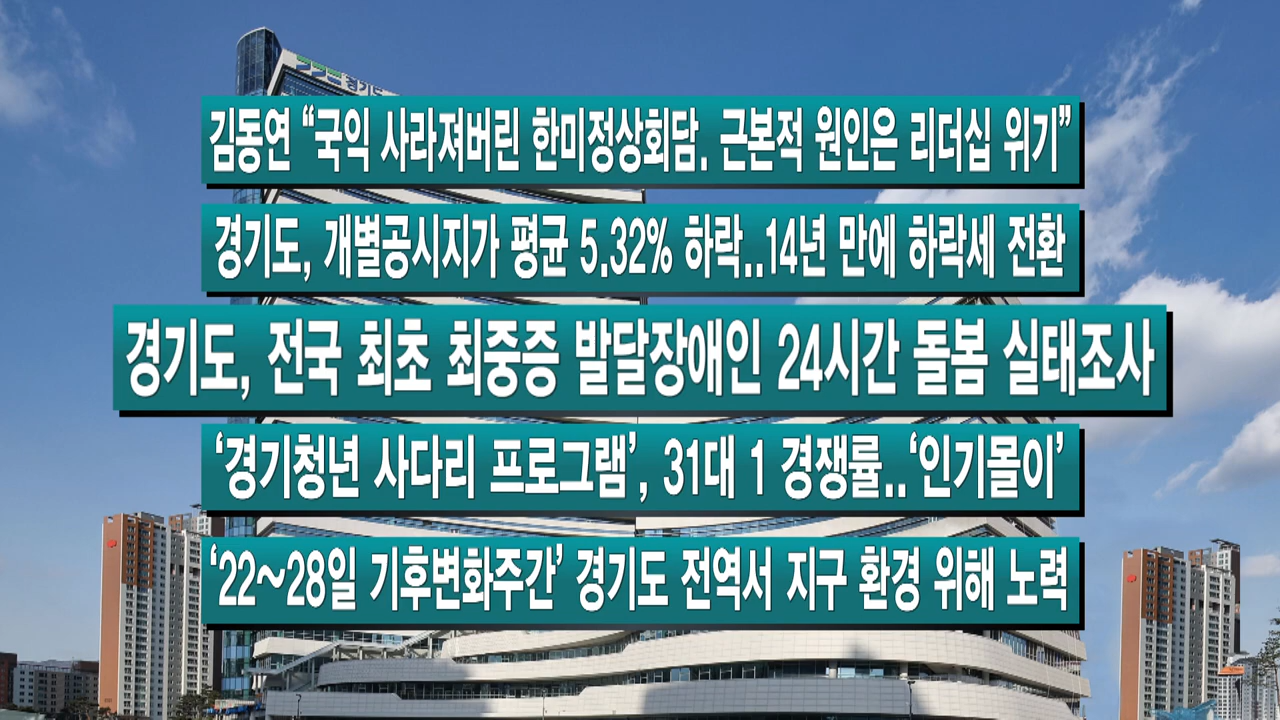 경기도
김동연 “국익 사라져버린 한미정상회담. 근본적 원인은 리더십 위기”
경기도, 개별공시지가 평균 5.32% 하락..14년 만에 하락세 전환
경기도, 전국 최초 최중증 발달장애인 24시간 돌봄 실태조사
‘경기청년 사다리 프로그램’, 31대 1 경쟁률..‘인기몰이’
‘22~28일 기후변화주간’ 경기도 전역서 지구 환경 위해 노력